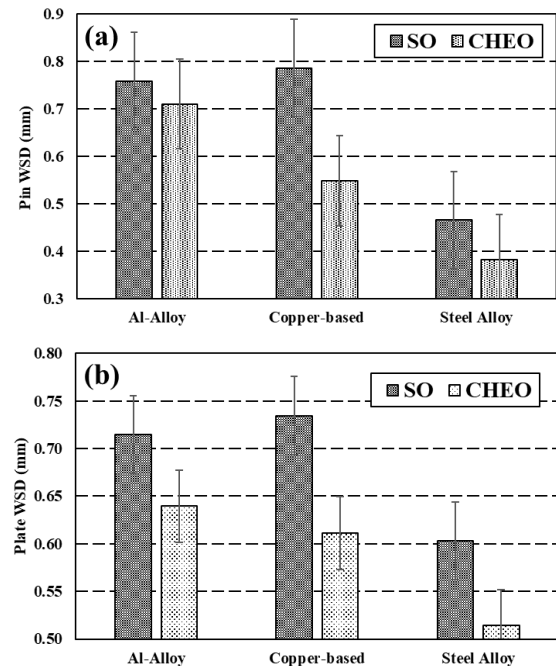 (a)
SO CHEO
Pin WSD (mm)
0.9
0.8
0.7
0.6
0.5
0.4
0.3
Al-Alloy Copper-based Steel Alloy
(b)
SO CHEO
Plate WSD (mm)
0.80
0.75
0.70
0.65
0.60
0.55
0.50
Al-Alloy Copper-based Steel Alloy